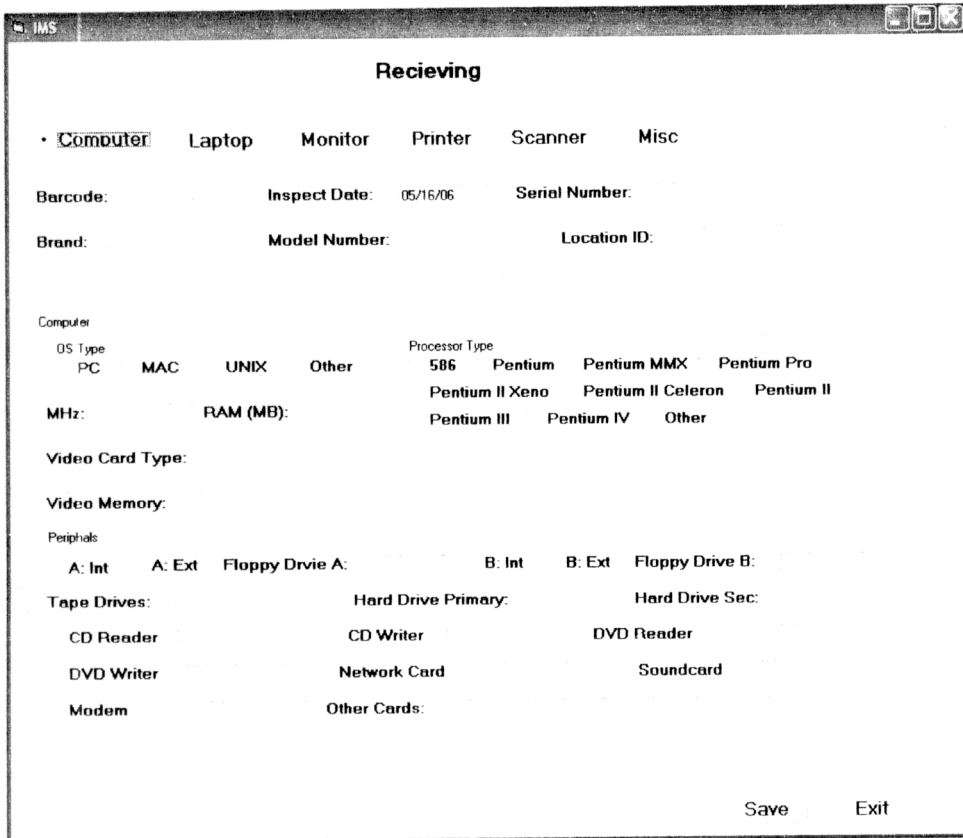 IMS
Recieving
Computer Laptop Monitor Printer Scanner Misc
Barcode: Inspect Date: 05/16/06 Serial Number:
Brand: Model Number: Location ID:
Computer
OS Type Processor Type
PC MAC UNIX Other 586 Pentium Pentium MMX Pentium Pro
Pentium II Xeno Pentium II Celeron Pentium II
MHz: RAM (MB): Pentium III Pentium IV Other
Video Card Type:
Video Memory:
Periphals
A: Int A: Ext Floppy Drvie A: B: Int B: Ext Floppy Drive B:
Tape Drives: Hard Drive Primary: Hard Drive Sec:
CD Reader CD Writer DVD Reader
DVD Writer Network Card Soundcard
Modem Other Cards:
Save Exit